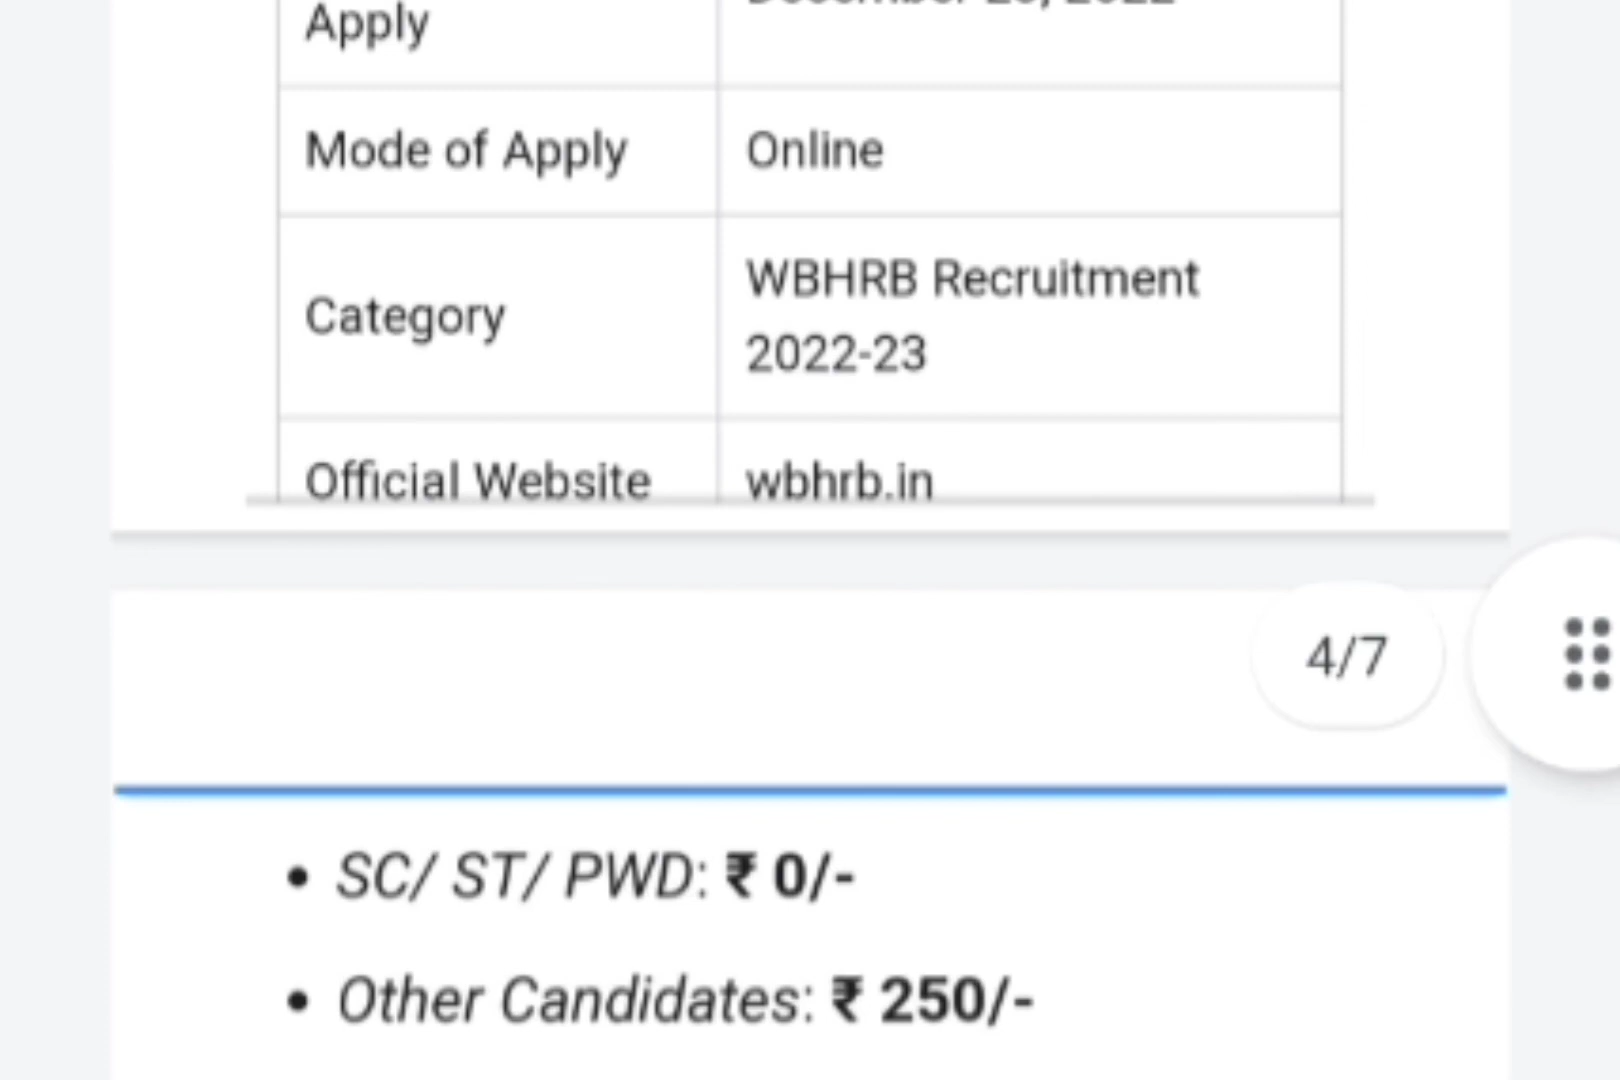 Apply
2022
Mode of Apply
Online
Category
WBHRB Recruitment
2022-23
Official Website
wbhrb.in
4/7
• SC/ ST/ PWD: ₹ 0/-
• Other Candidates: ₹ 250/-